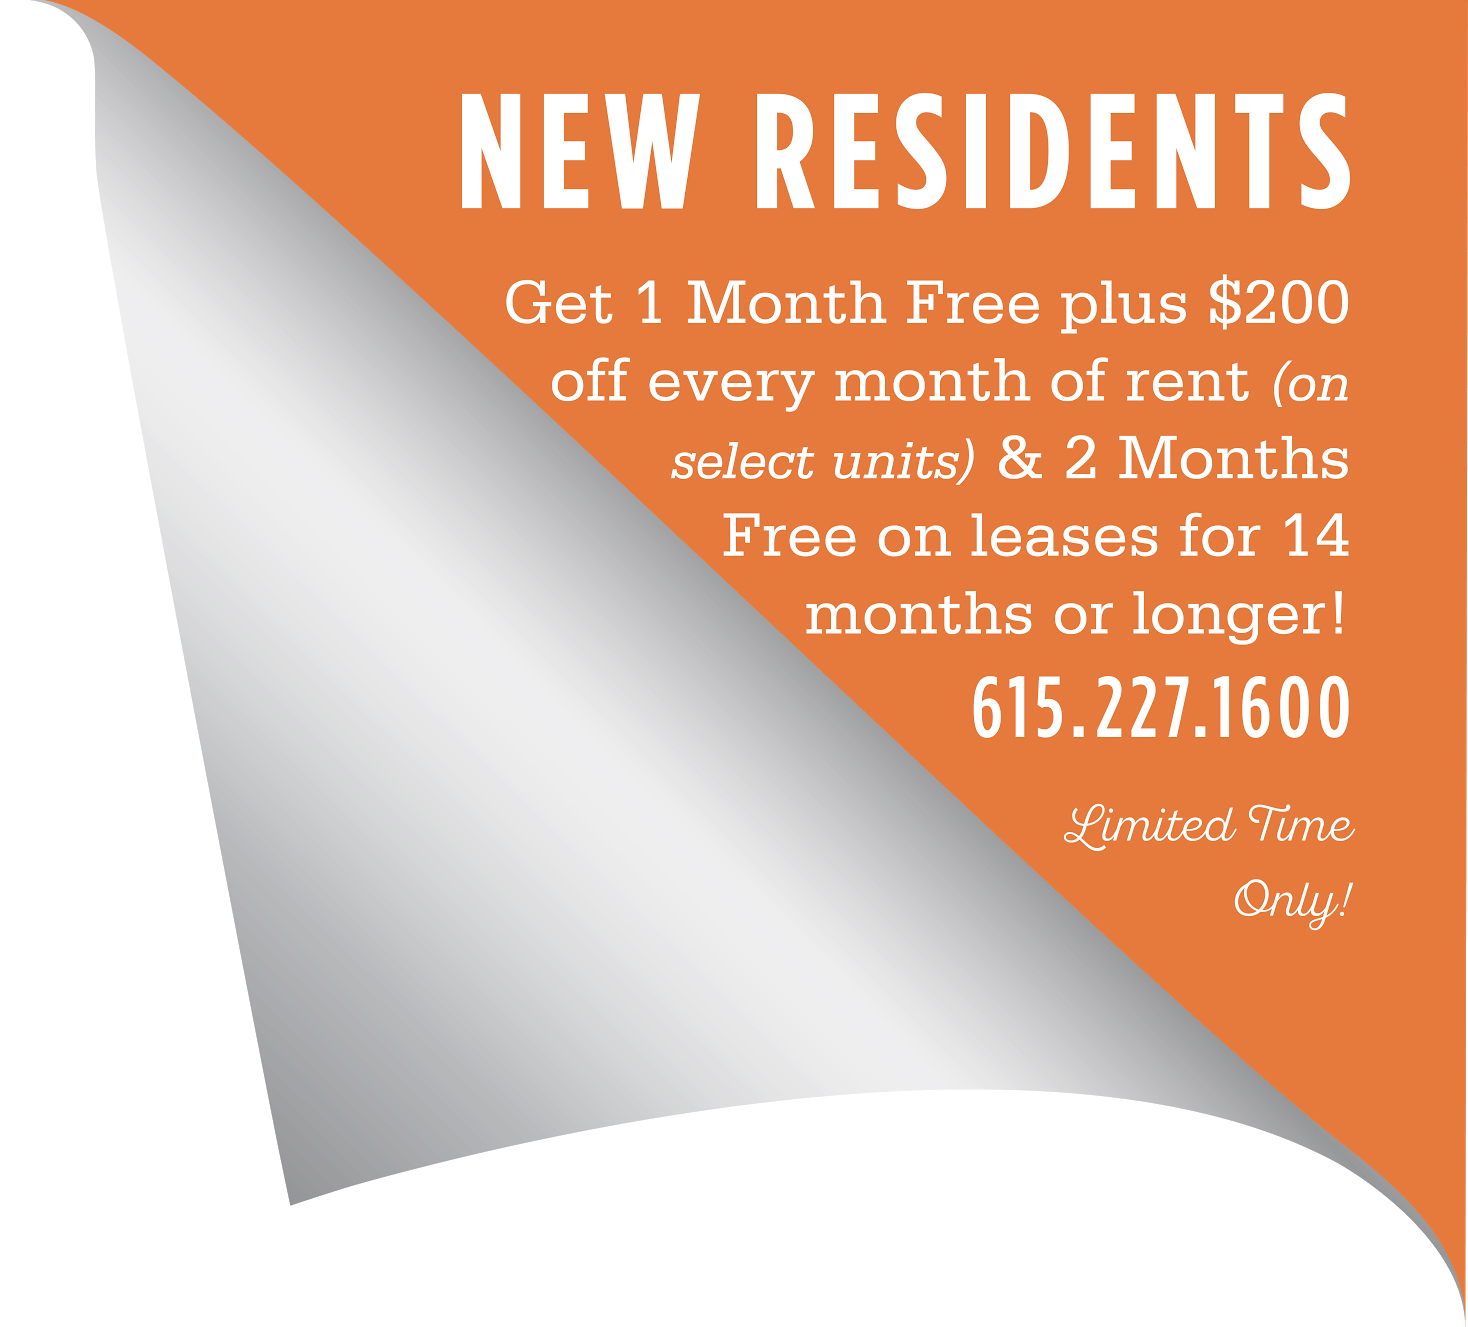 NEW RESIDENTS
Get 1 Month Free plus $200
off every month of rent (on
select units) & 2 Months
Free on leases for 14
months or longer!
615.227.1600
Limited Time
Only!